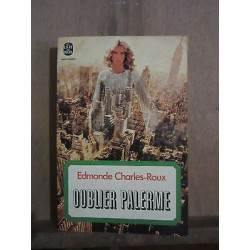 Edmonde Charles-Roux
OUBLIER PALERME